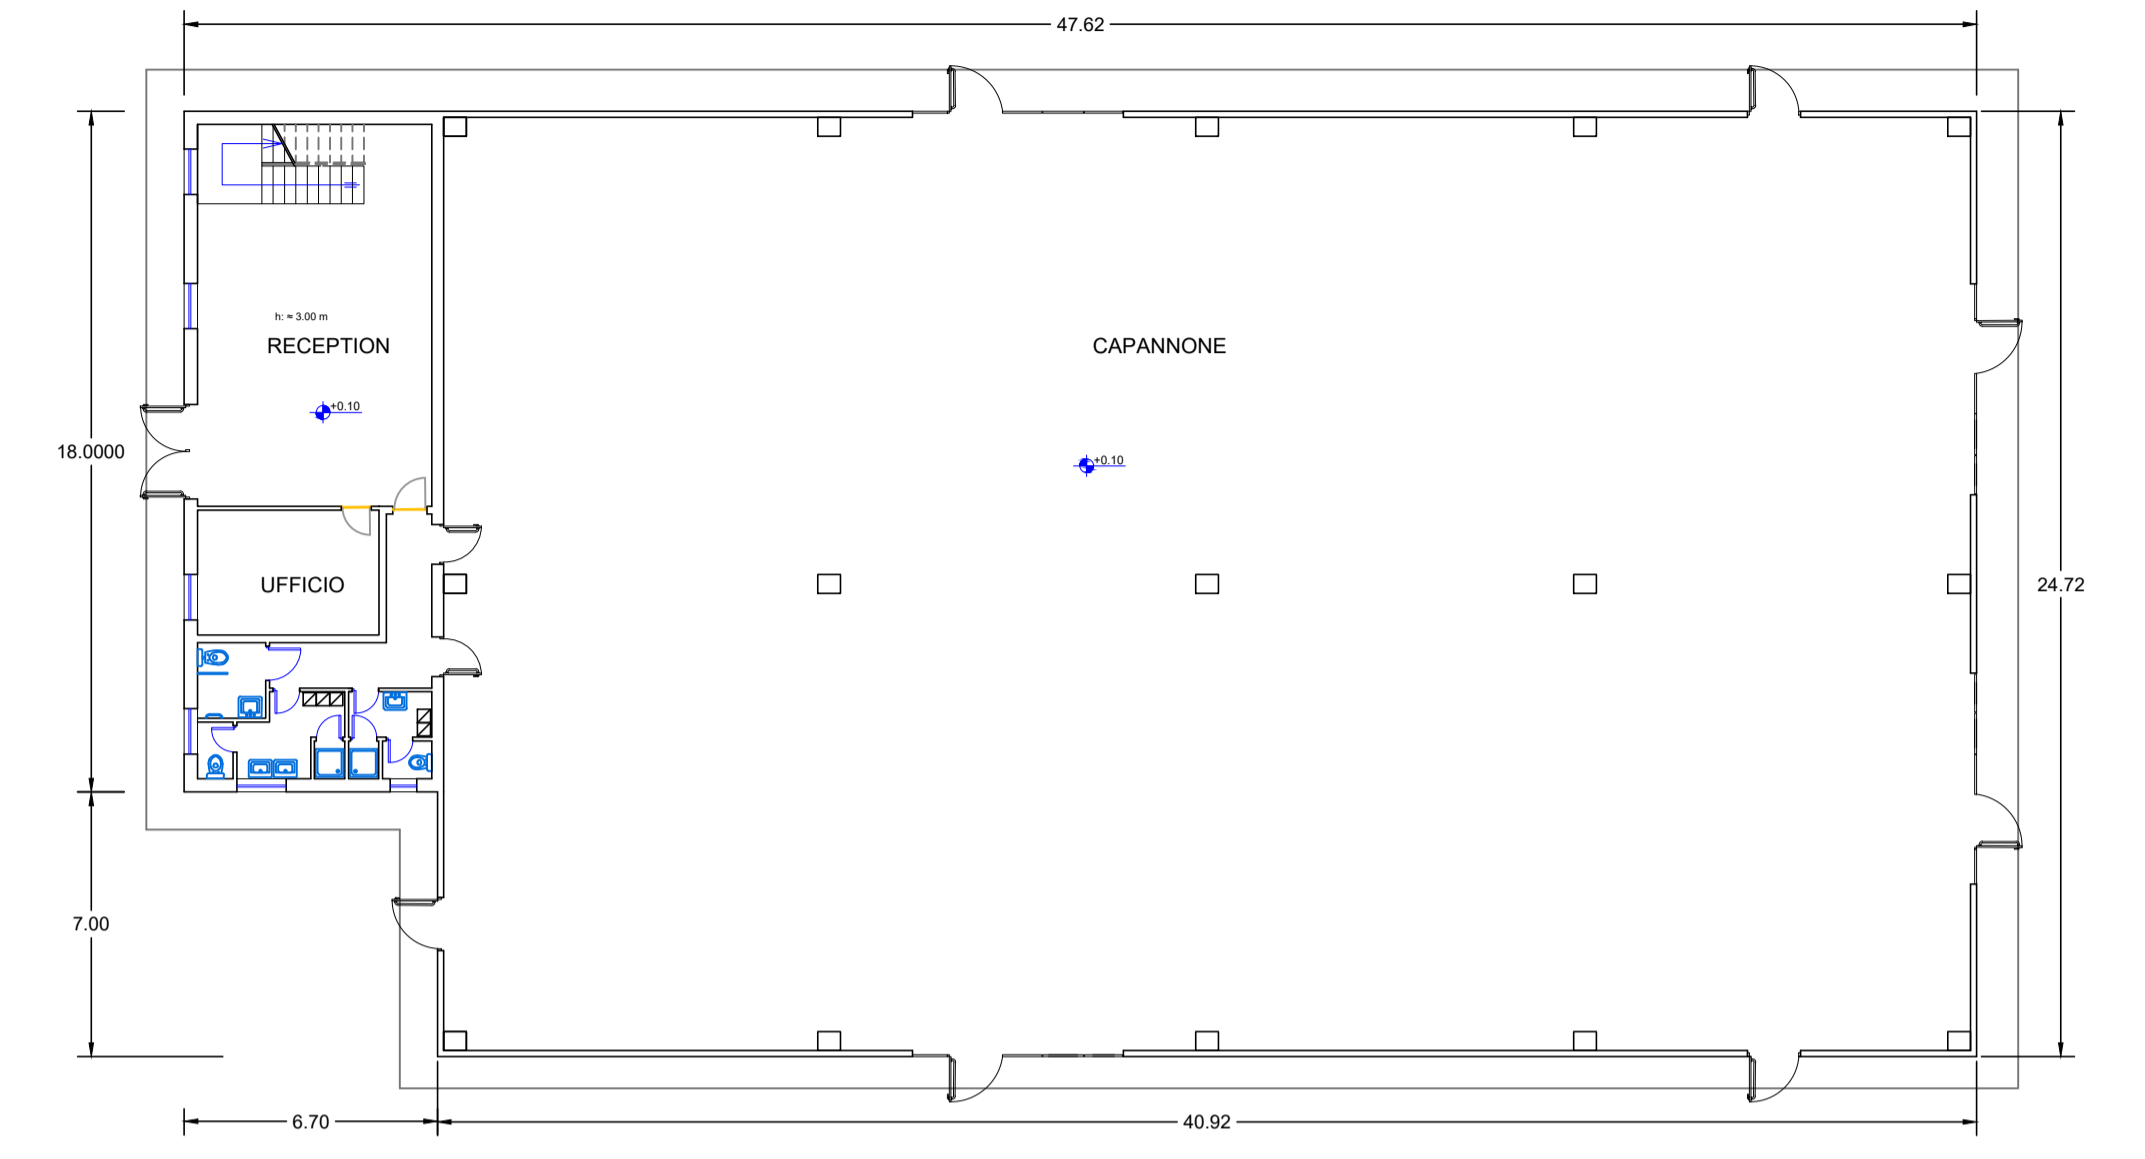 47.62
h: ≈ 3.00 m
RECEPTION
CAPANNONE
+0.10
18.0000
+0.10
UFFICIO
24.72
7.00
6.70
40.92